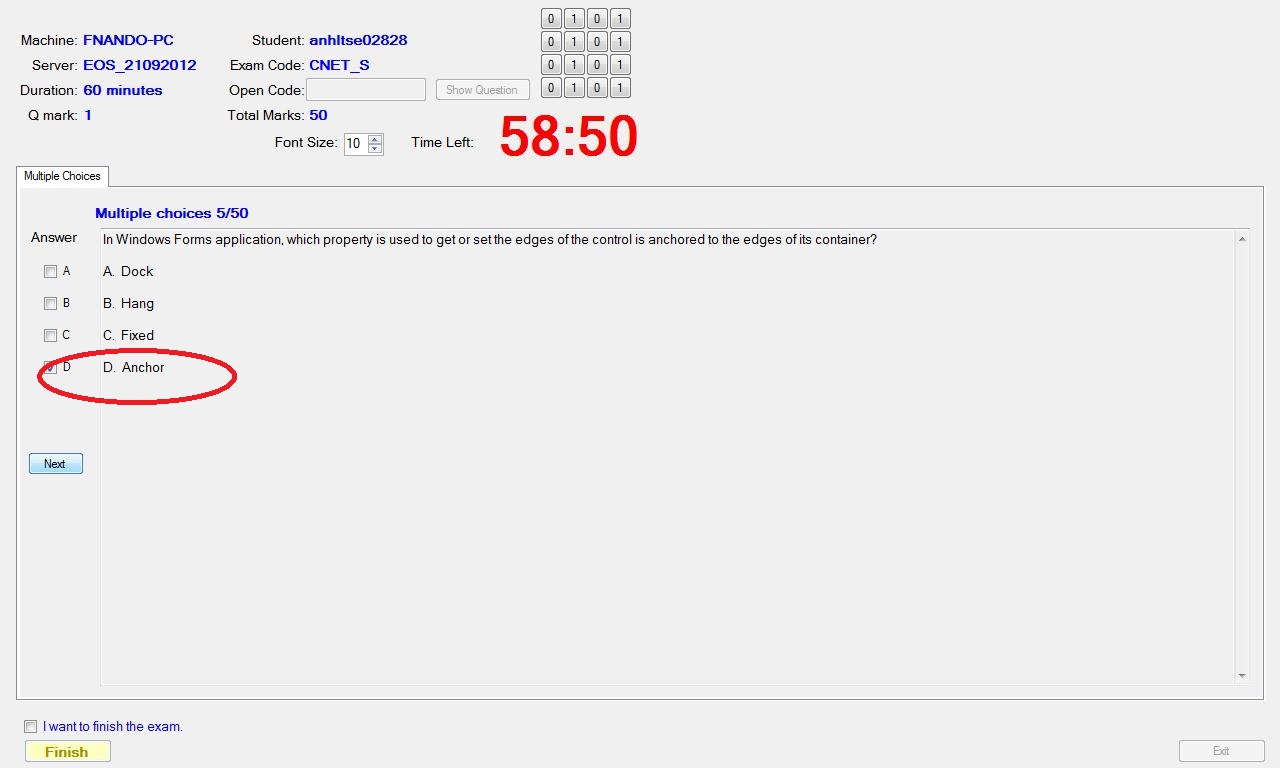 0 1 0 1
0 1 0 1
0 1 0 1
0 1 0 1
Machine: FNANDO-PC Student: anhltse02828
Server: EOS_21092012 Exam Code: CNET_S
Duration: 60 minutes Open Code: Show Question
Q mark: 1 Total Marks: 50
Font Size: 10 Time Left: 58:50
Multiple Choices
Multiple choices 5/50
Answer In Windows Forms application, which property is used to get or set the edges of the control is anchored to the edges of its container?
A A. Dock
B B. Hang
C C. Fixed
D D. Anchor
Next
I want to finish the exam.
Finish Exit